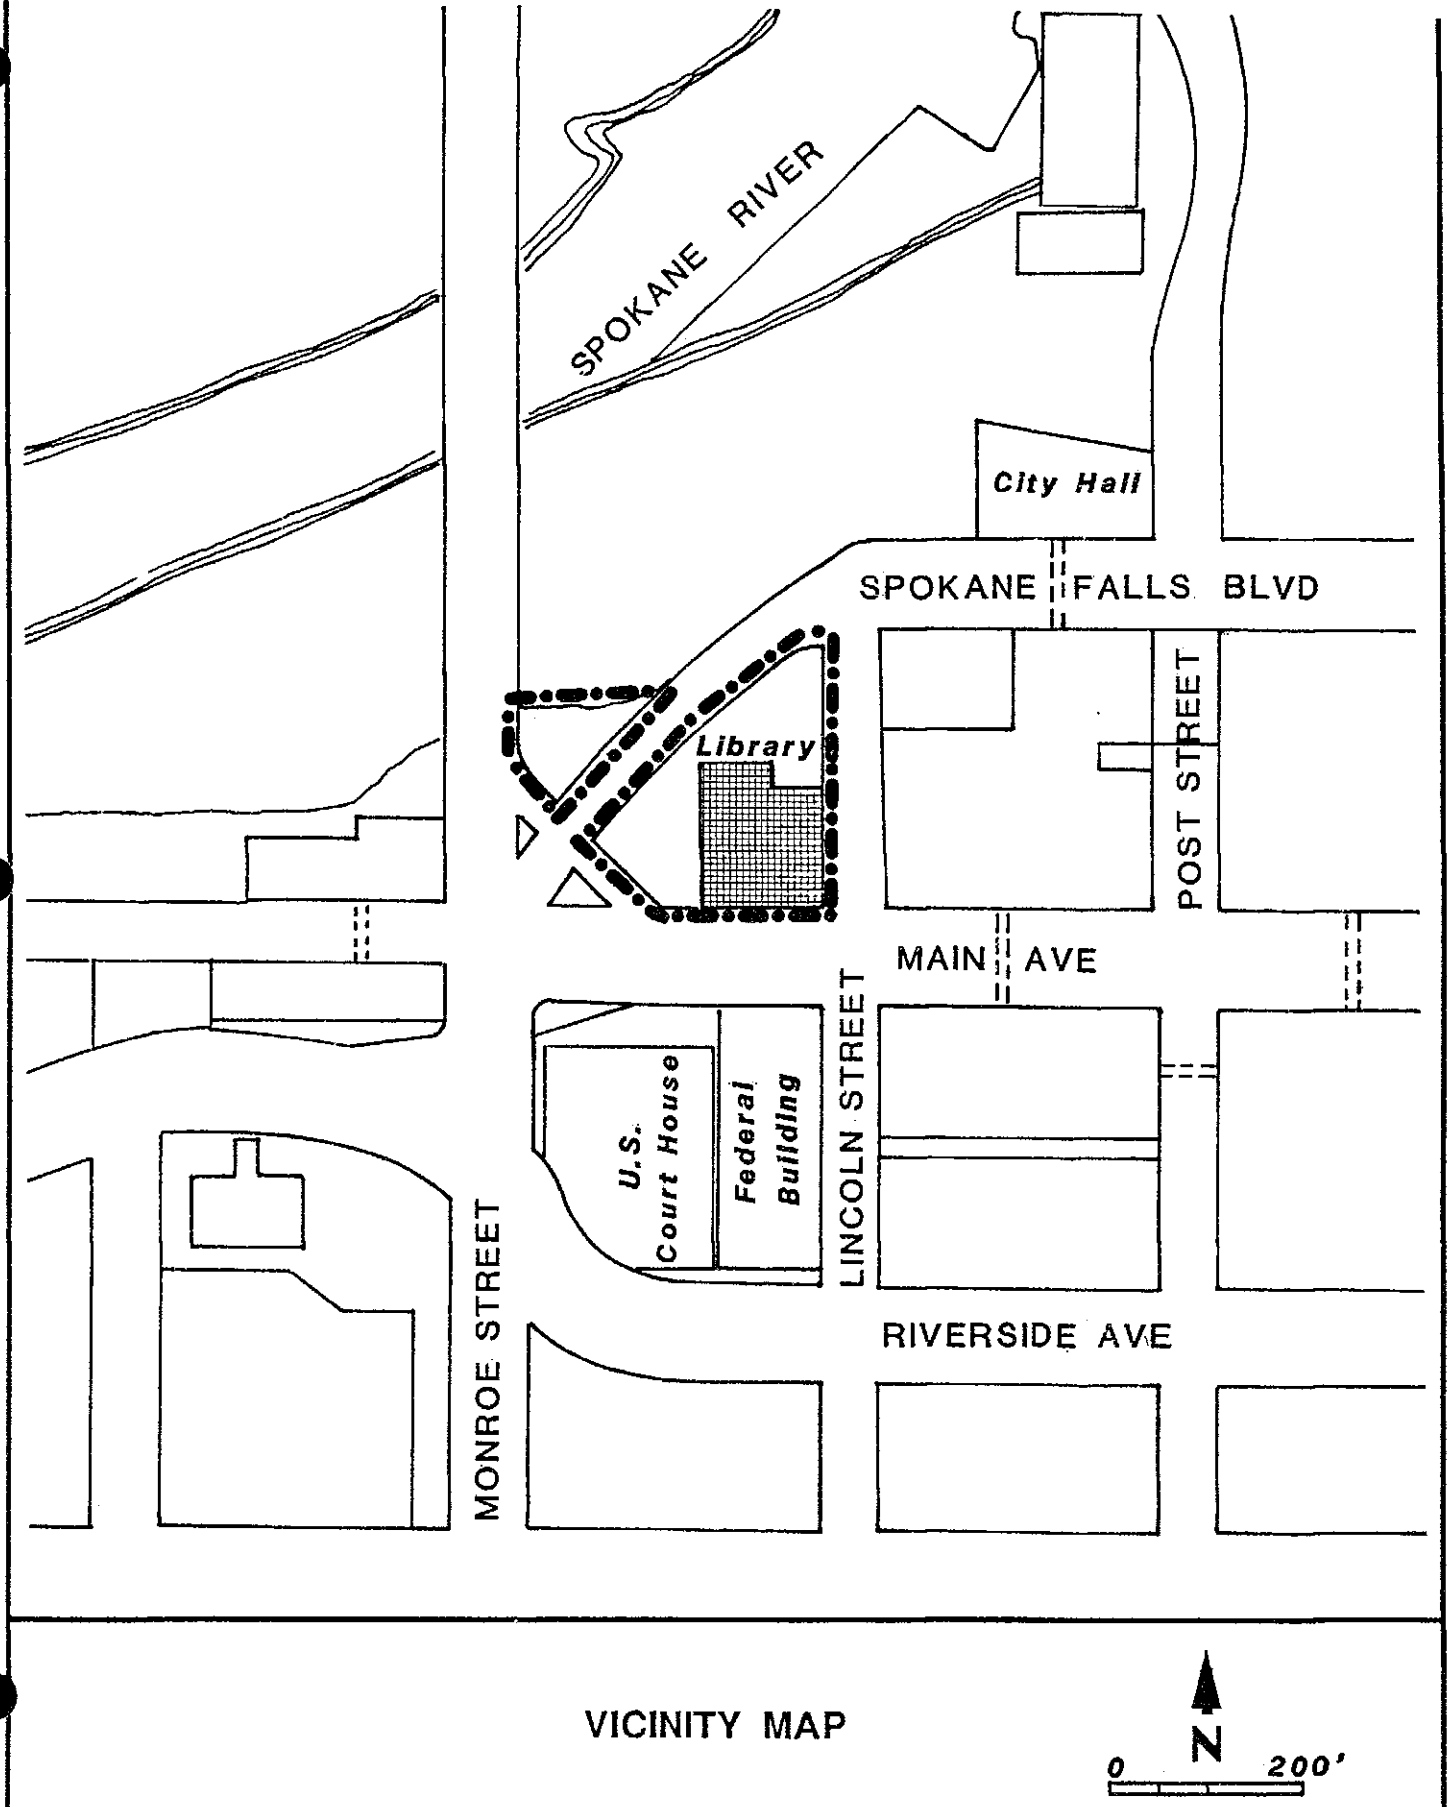 SPOKANE RIVER
City Hall
SPOKANE FALLS BLVD
Library
POST STREET
MAIN AVE
LINCOLN STREET
U.S.
Court House
Federal
Building
MONROE STREET
RIVERSIDE AVE
VICINITY MAP
N
0 200'